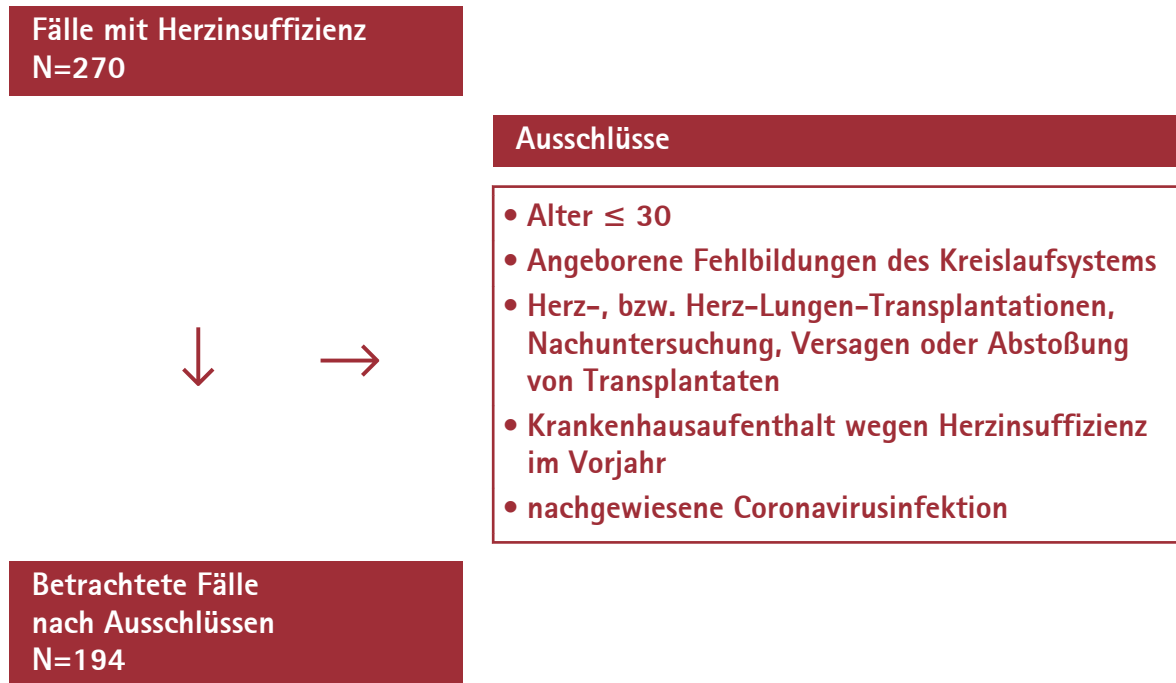 Fälle mit Herzinsuffizienz
N=270
Ausschlüsse
• Alter ≤ 30
• Angeborene Fehlbildungen des Kreislaufsystems
• Herz-, bzw. Herz-Lungen-Transplantationen,
Nachuntersuchung, Versagen oder Abstoßung
von Transplantaten
• Krankenhausaufenthalt wegen Herzinsuffizienz
im Vorjahr
• nachgewiesene Coronavirusinfektion
Betrachtete Fälle
nach Ausschlüssen
N=194